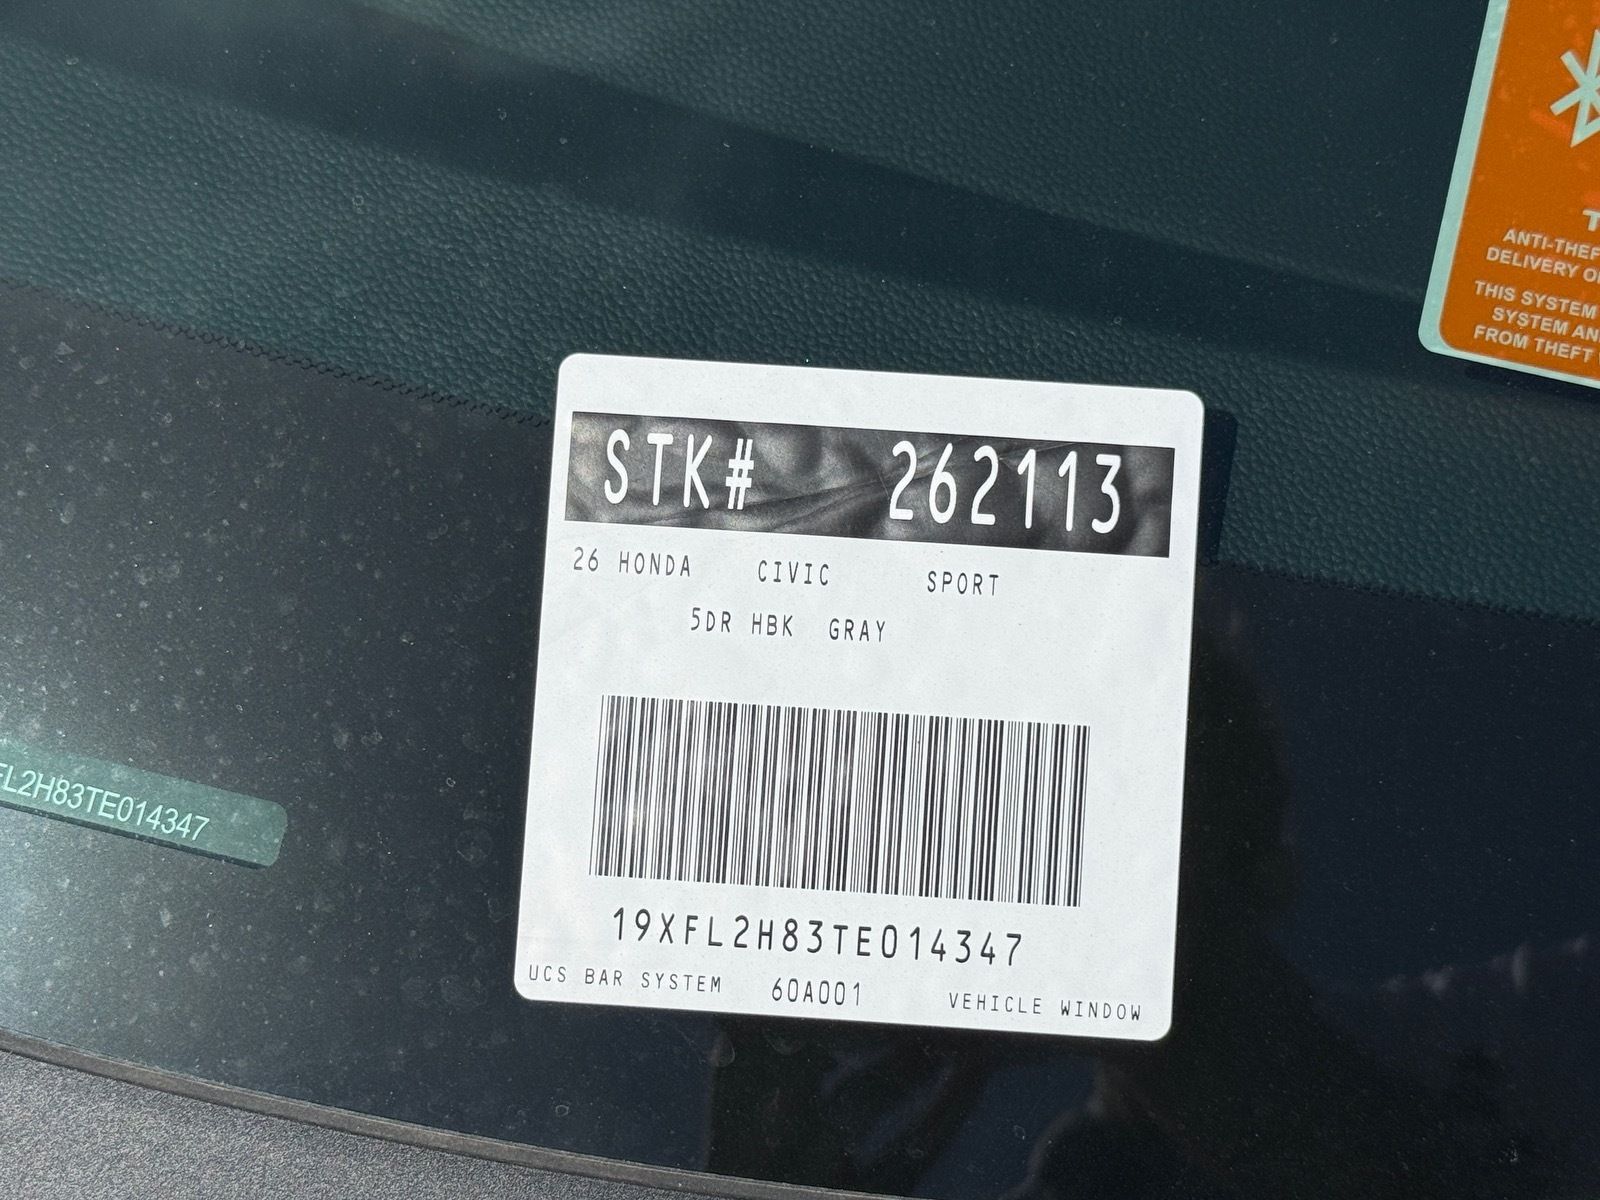 ANTI-THEF
DELIVERY O
THIS SYSTEM
SYSTEM AN
FROM THEFT
STK# 262113
26 HONDA CIVIC SPORT
5DR HBK GRAY
FL2H83TE014347
19XFL2H83TE014347
UCS BAR SYSTEM 60A001 VEHICLE WINDOW